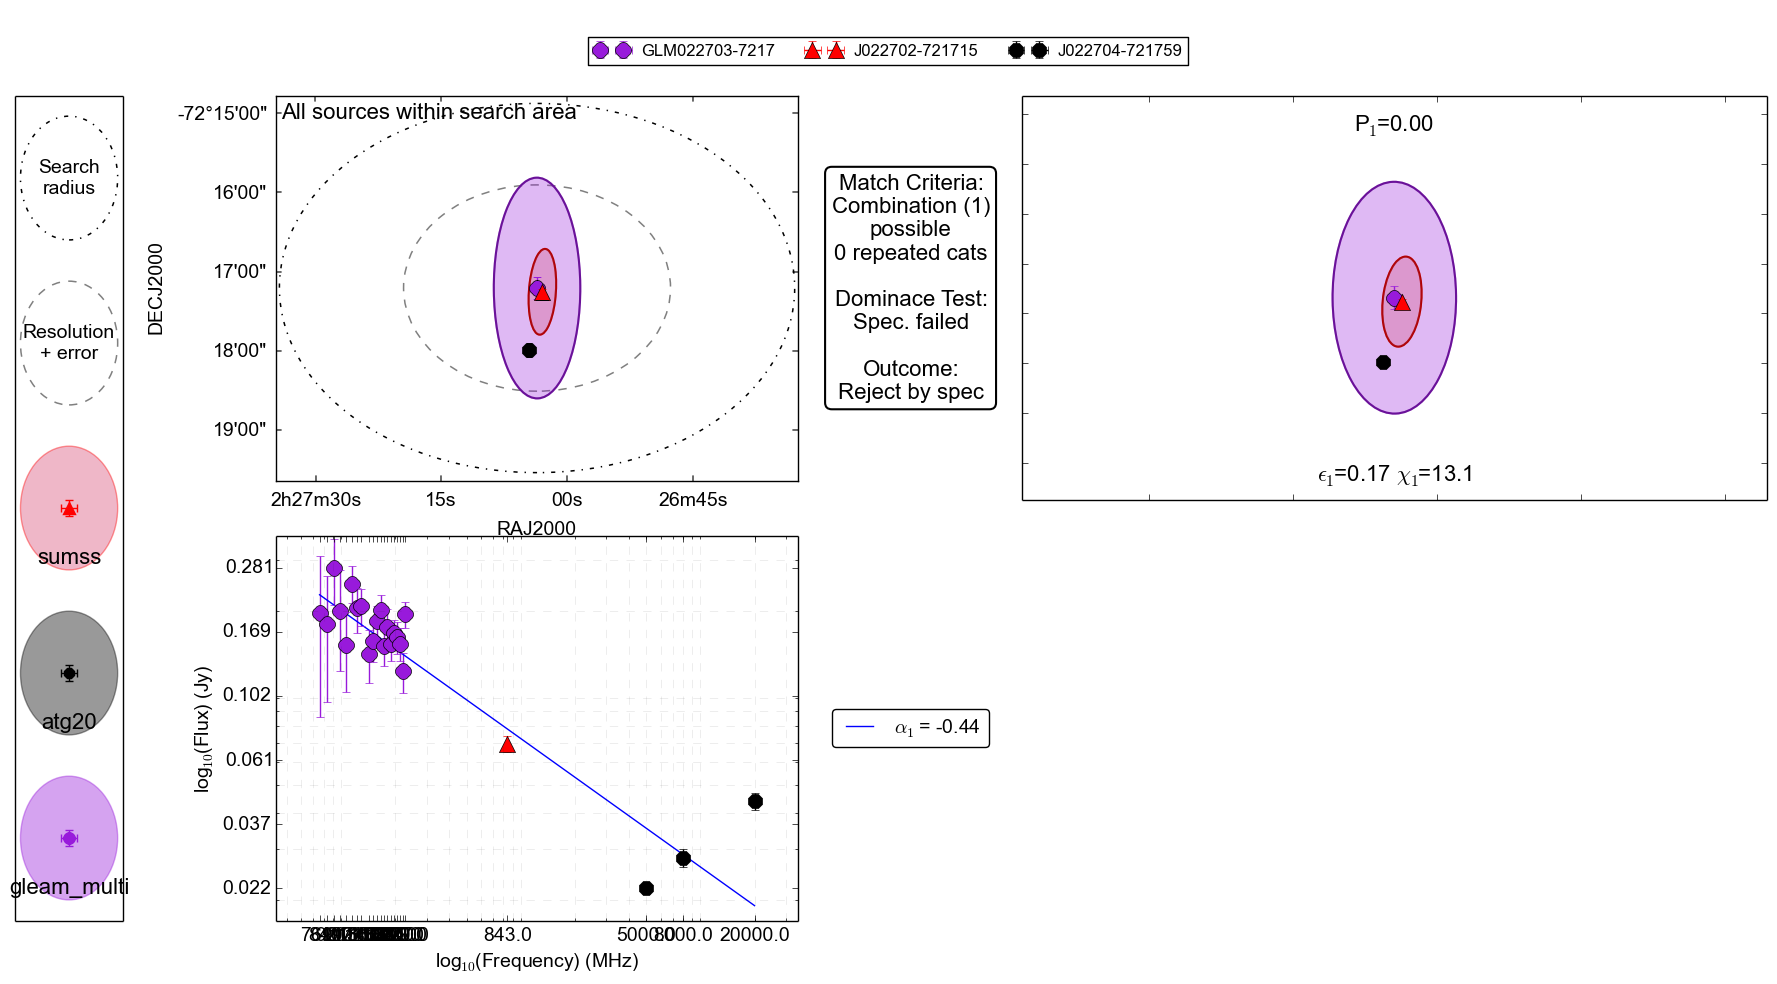 GLM022703-7217 J022702-721715 J022704-721759
Search
radius
Resolution
+ error
sumss
atg20
gleam_multi
All sources within search area
-72°15'00"
16'00"
17'00"
18'00"
19'00"
DECJ2000
2h27m30s 15s 00s 26m45s
RAJ2000
Match Criteria:
Combination (1)
possible
0 repeated cats
Dominace Test:
Spec. failed
Outcome:
Reject by spec
P₁=0.00
ϵ₁=0.17 χ₁=13.1
0.281
0.169
0.102
0.061
0.037
0.022
log₁₀(Flux) (Jy)
843.0 5000.0 8000.0 20000.0
log₁₀(Frequency) (MHz)
α₁ = -0.44